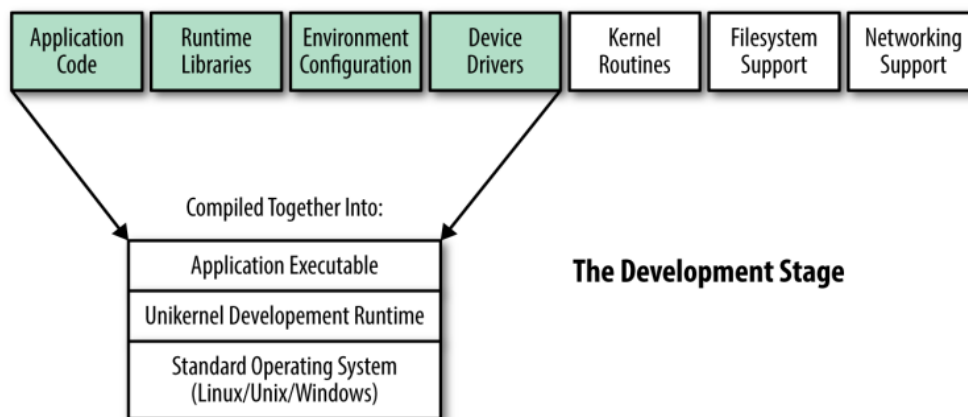 Application
Code
Runtime
Libraries
Environment
Configuration
Device
Drivers
Kernel
Routines
Filesystem
Support
Networking
Support
Compiled Together Into:
Application Executable
The Development Stage
Unikernel Developement Runtime
Standard Operating System
(Linux/Unix/Windows)